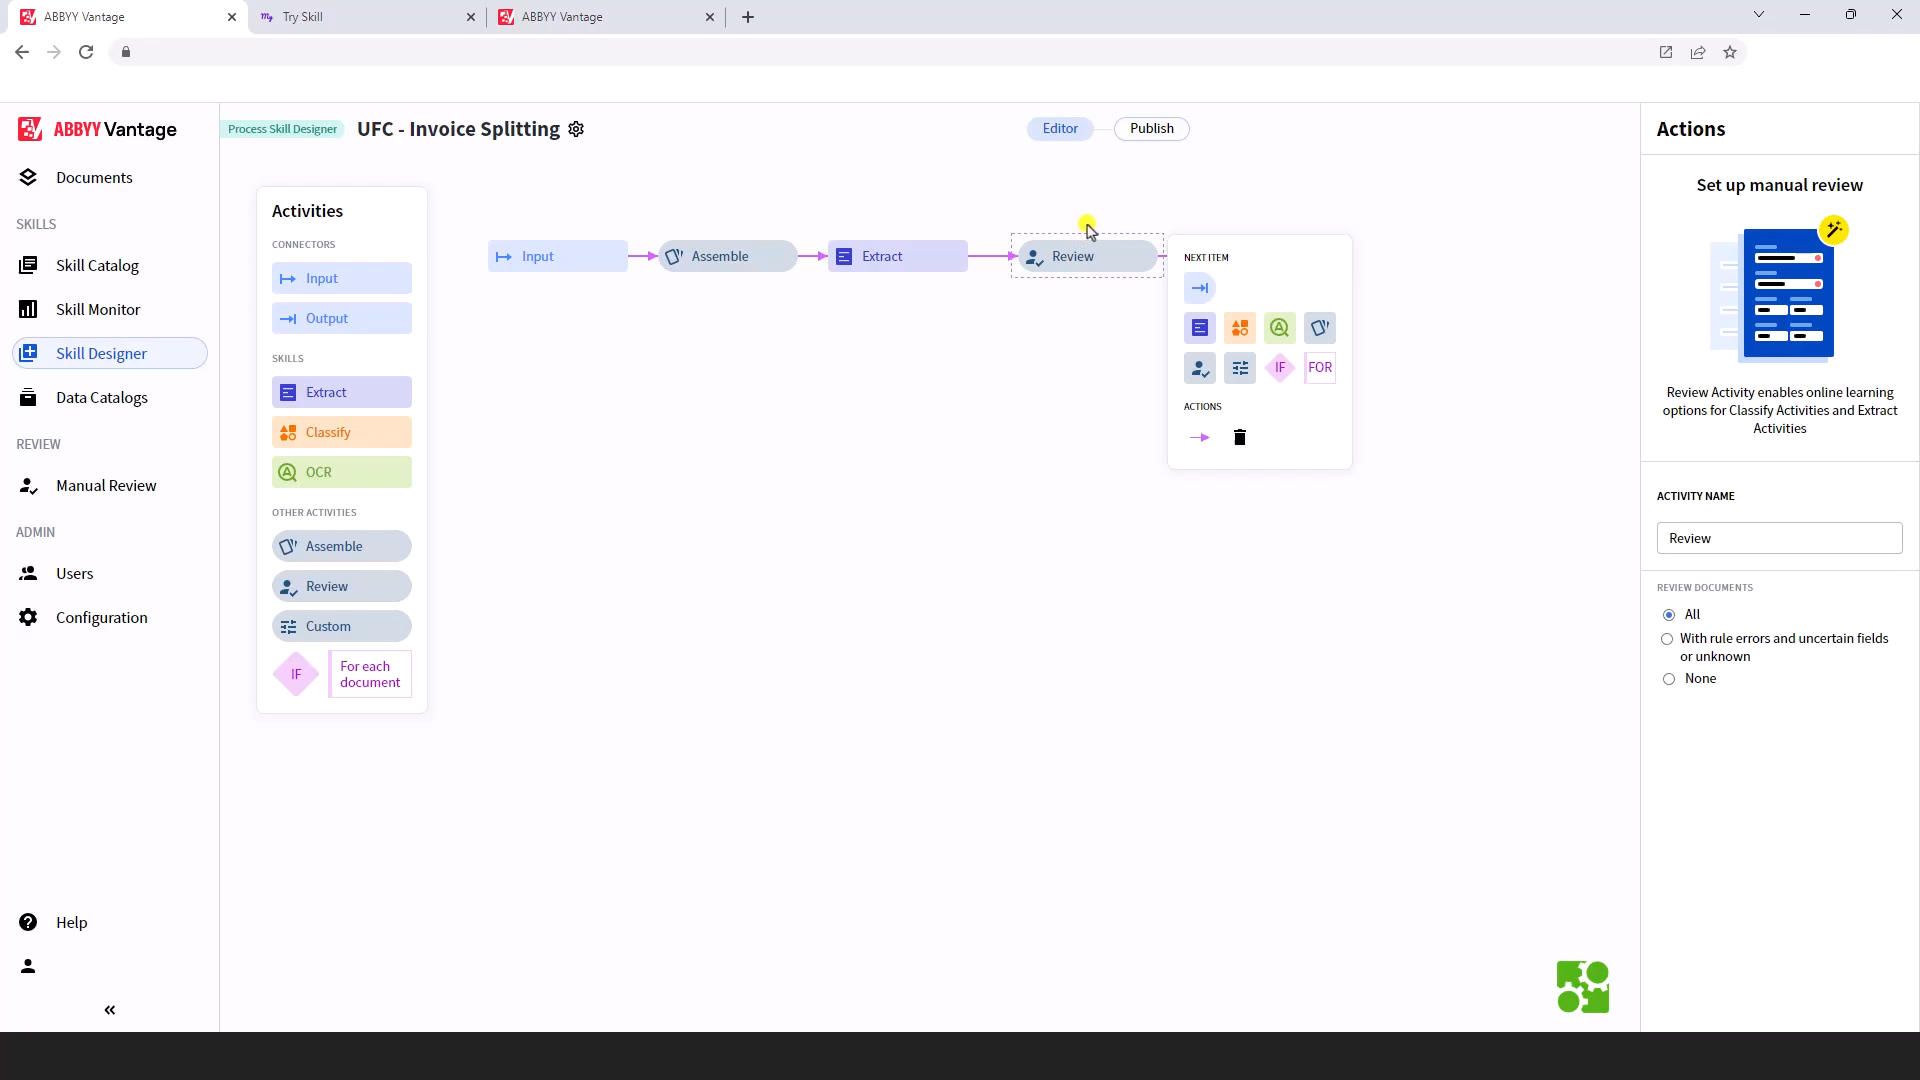 ABBYY Vantage
Try Skill
ABBYY Vantage
ABBYY Vantage
Process Skill Designer
UFC - Invoice Splitting
Editor
Publish
Actions
Documents
SKILLS
Skill Catalog
Skill Monitor
Skill Designer
Data Catalogs
REVIEW
Manual Review
ADMIN
Users
Configuration
Help
Activities
CONNECTORS
Input
Output
SKILLS
Extract
Classify
OCR
OTHER ACTIVITIES
Assemble
Review
Custom
IF
For each
document
Input
Assemble
Extract
Review
NEXT ITEM
IF
FOR
ACTIONS
Set up manual review
Review Activity enables online learning
options for Classify Activities and Extract
Activities
ACTIVITY NAME
Review
REVIEW DOCUMENTS
All
With rule errors and uncertain fields
or unknown
None